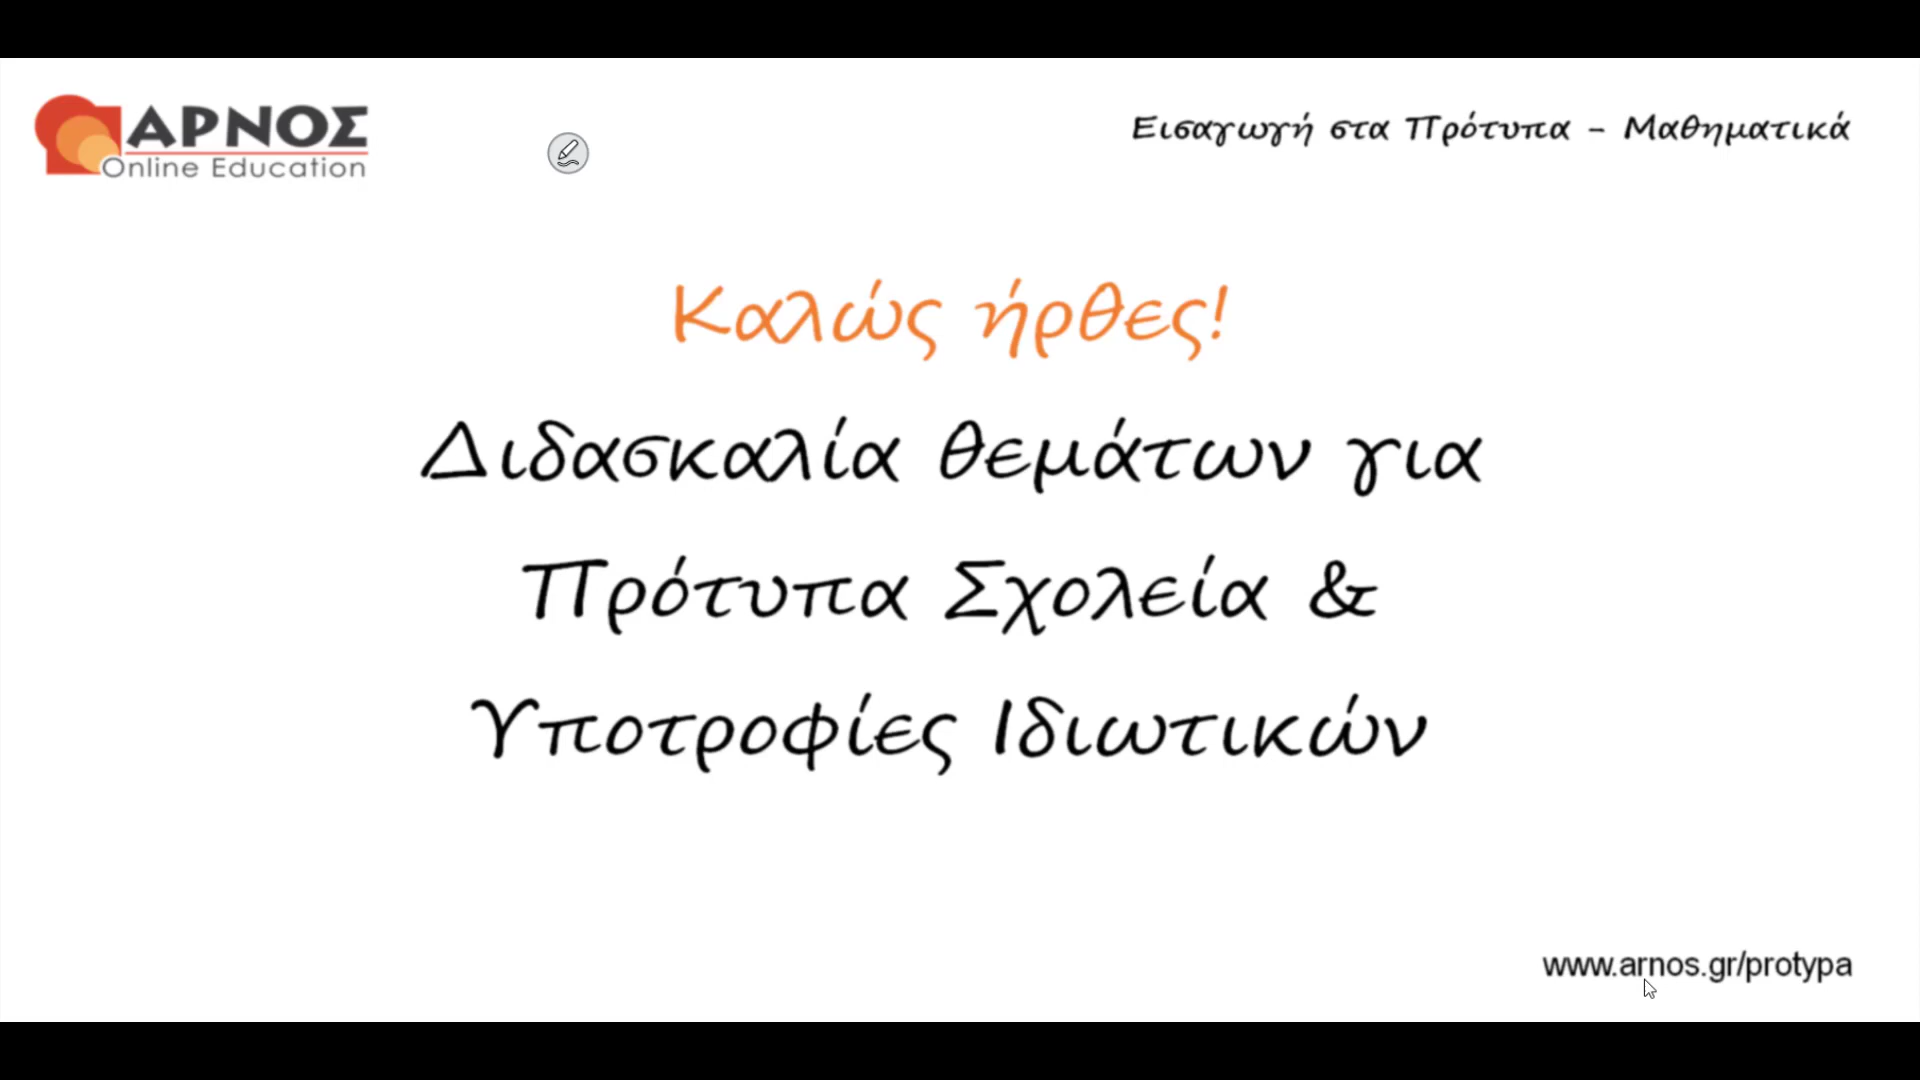 ΑΡΝΟΣ
Online Education
Εισαγωγή στα Πρότυπα - Μαθηματικά
Καλώς ήρθες!
Διδασκαλία θεμάτων για
Πρότυπα Σχολεία &
Υποτροφίες Ιδιωτικών
www.arnos.gr/protypa